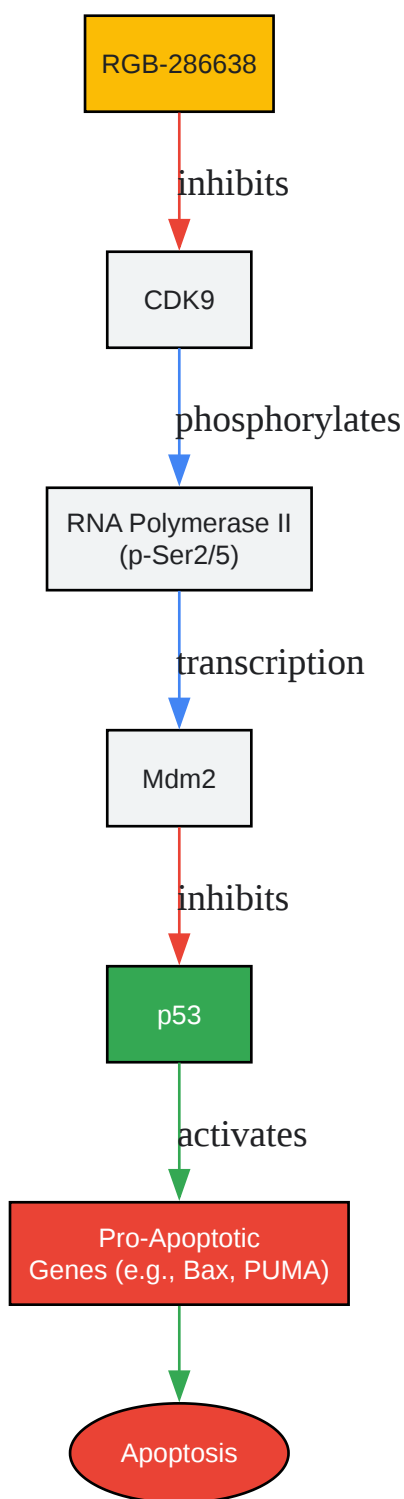 RGB-286638
inhibits
CDK9
phosphorylates
RNA Polymerase II
(p-Ser2/5)
transcription
Mdm2
inhibits
p53
activates
Pro-Apoptotic
Genes (e.g., Bax, PUMA)
Apoptosis